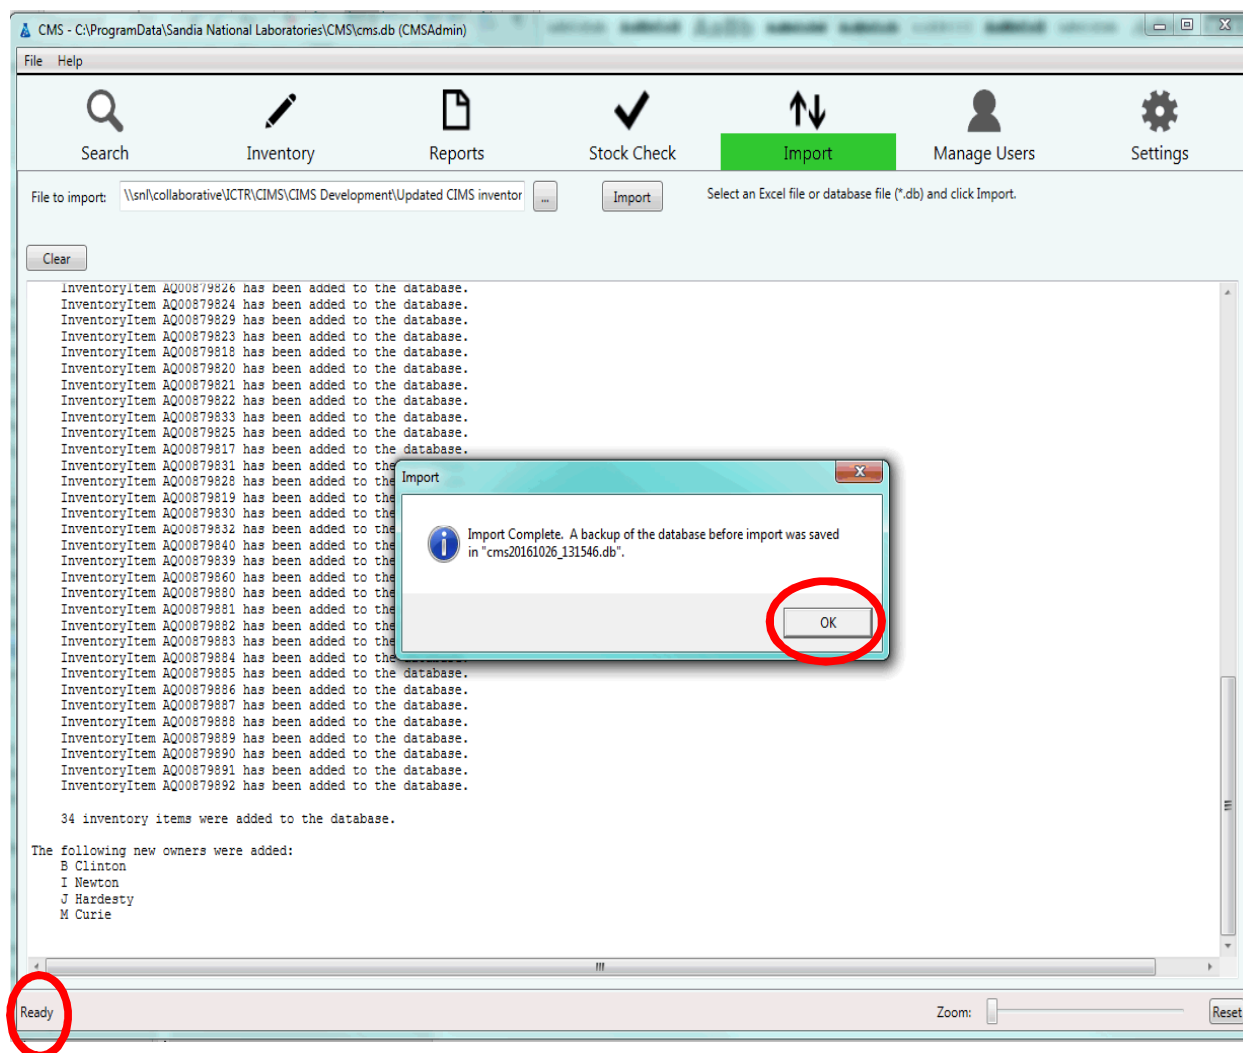 CMS - C:\ProgramData\Sandia National Laboratories\CMS\cms.db (CMSAdmin)
File Help
Search Inventory Reports Stock Check Import Manage Users Settings
File to import: \\snl\collaborative\ICTR\CIMS\CIMS Development\Updated CIMS inventor ... Import Select an Excel file or database file (*.db) and click Import.
Clear
InventoryItem AQ00879826 has been added to the database.
InventoryItem AQ00879824 has been added to the database.
InventoryItem AQ00879829 has been added to the database.
InventoryItem AQ00879823 has been added to the database.
InventoryItem AQ00879818 has been added to the database.
InventoryItem AQ00879820 has been added to the database.
InventoryItem AQ00879821 has been added to the database.
InventoryItem AQ00879822 has been added to the database.
InventoryItem AQ00879833 has been added to the database.
InventoryItem AQ00879825 has been added to the database.
InventoryItem AQ00879817 has been added to the database.
InventoryItem AQ00879831 has been added to the
InventoryItem AQ00879828 has been added to the
InventoryItem AQ00879819 has been added to the
InventoryItem AQ00879830 has been added to the
InventoryItem AQ00879832 has been added to the
InventoryItem AQ00879840 has been added to the
InventoryItem AQ00879839 has been added to the
InventoryItem AQ00879860 has been added to the
InventoryItem AQ00879880 has been added to the
InventoryItem AQ00879881 has been added to the
InventoryItem AQ00879882 has been added to the
InventoryItem AQ00879883 has been added to the
InventoryItem AQ00879884 has been added to the database.
InventoryItem AQ00879885 has been added to the database.
InventoryItem AQ00879886 has been added to the database.
InventoryItem AQ00879887 has been added to the database.
InventoryItem AQ00879888 has been added to the database.
InventoryItem AQ00879889 has been added to the database.
InventoryItem AQ00879890 has been added to the database.
InventoryItem AQ00879891 has been added to the database.
InventoryItem AQ00879892 has been added to the database.
34 inventory items were added to the database.
The following new owners were added:
B Clinton
I Newton
J Hardesty
M Curie
Import
Import Complete. A backup of the database before import was saved
in "cms20161026_131546.db".
OK
Ready Zoom: Reset